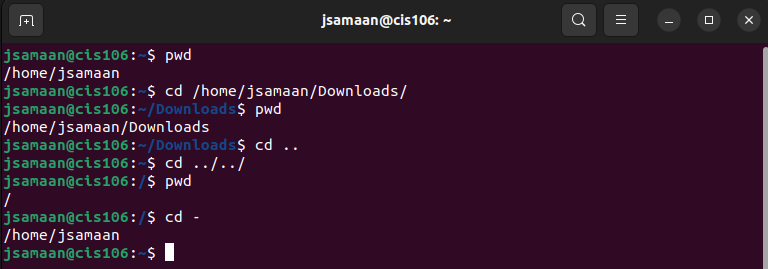 jsamaan@cis106: ~
jsamaan@cis106:~$ pwd
/home/jsamaan
jsamaan@cis106:~$ cd /home/jsamaan/Downloads/
jsamaan@cis106:~/Downloads$ pwd
/home/jsamaan/Downloads
jsamaan@cis106:~/Downloads$ cd ..
jsamaan@cis106:~$ cd ../../
jsamaan@cis106:/$ pwd
/
jsamaan@cis106:/$ cd -
/home/jsamaan
jsamaan@cis106:~$